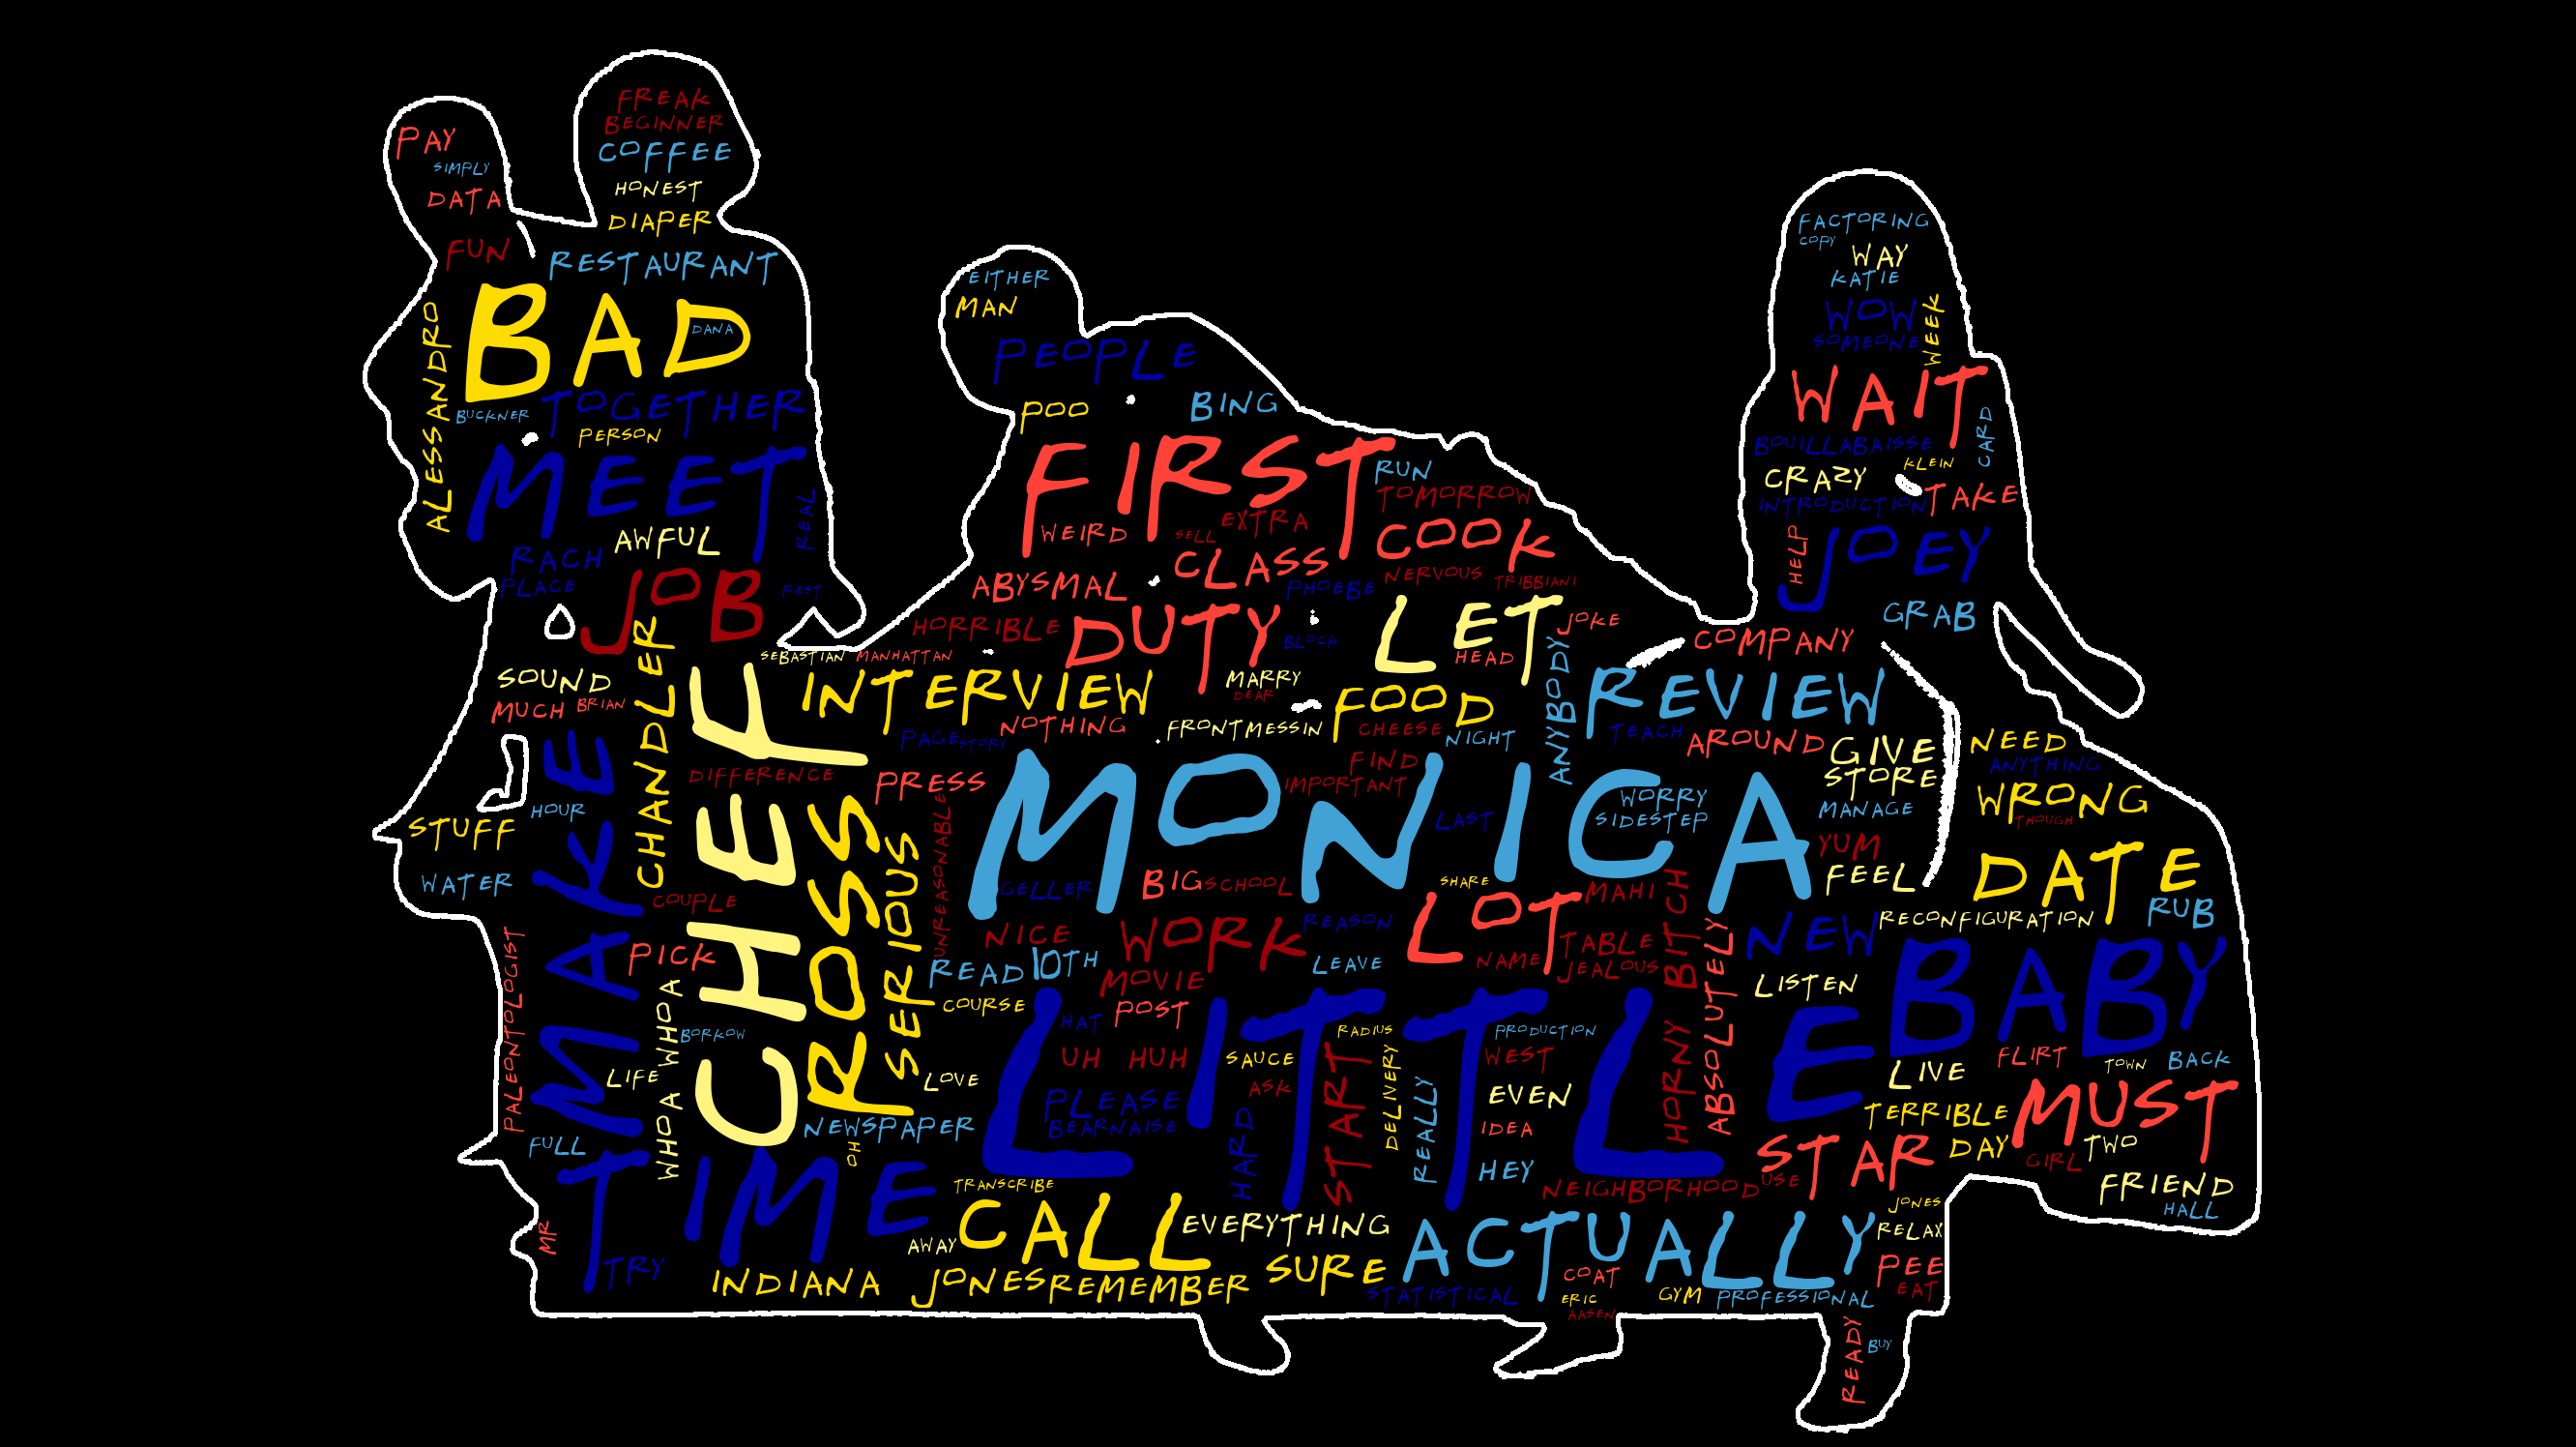 FREAK
BEGINNER
COFFEE
HONEST
DIAPER
PAY
SIMPLY
DATA
FUN
RESTAURANT
BAD
DANA
ALESSANDRO
BUCKNER
TOGETHER
PERSON
MEET
REAL
AWFUL
RACH
PLACE
JOB
REST
EITHER
MAN
PEOPLE
POO
BING
FIRST
RUN
TOMORROW
WEIRD
SELL
EXTRA
COOK
CLASS
ABYSMAL
PHOEBE
NERVOUS
TRIBBIANI
HORRIBLE
DUTY
BLOCK
LET
JOKE
HEAD
ANYBODY
FACTORING
COPY
WAY
KATIE
WOW
WEEK
SOMEONE
WAIT
CARD
BOUILLABAISSE
KLEIN
CRAZY
TAKE
INTRODUCTION
HELP
JOEY
GRAB
COMPANY
SEBASTIAN
MANHATTAN
SOUND
MUCH
BRIAN
CHANDLER
CHEF
INTERVIEW
MARRY
DEAR
FOOD
REVIEW
NOTHING
FRONTMESSIN
CHEESE
NIGHT
PAGE
STORY
TEACH
AROUND
GIVE
NEED
ANYTHING
MAKE
HOUR
DIFFERENCE
PRESS
FIND
IMPORTANT
STORE
WRONG
THOUGH
STUFF
WATER
ROSS
SERIOUS
UNREASONABLE
MONICA
LAST
WORRY
SIDESTEP
MANAGE
YUM
FEEL
DATE
RUB
COUPLE
GELLER
BIG
SCHOOL
SHARE
MAHI
HORNY BITCH
LOT
NICE
WORK
REASON
LEAVE
NAME
TABLE
JEALOUS
ABSOLUTELY
NEW
RECONFIGURATION
LISTEN
BABY
PALEONTOLOGIST
PICK
WHOA WHOA
READ
10TH
MOVIE
COURSE
POST
HAT
BORKOW
LIFE
LOVE
LITTLE
UH HUH
SAUCE
RADIUS
ASK
START
DELIVERY
PRODUCTION
WEST
EVEN
IDEA
HEY
REALLY
PLEASE
BEARNAISE
HARD
LIVE
FLIRT
TOWN
BACK
TERRIBLE
MUST
DAY
TWO
GIRL
FRIEND
HALL
FULL
NEWSPAPER
OH
TIME
TRY
MR
TRANSCRIBE
CALL
AWAY
EVERYTHING
SURE
INDIANA JONES
REMEMBER
NEIGHBORHOOD
USE
STAR
JONES
RELAX
ACTUALLY
STATISTICAL
COAT
ERIC
AASEN
GYM
PROFESSIONAL
PEE
EAT
READY
BUY